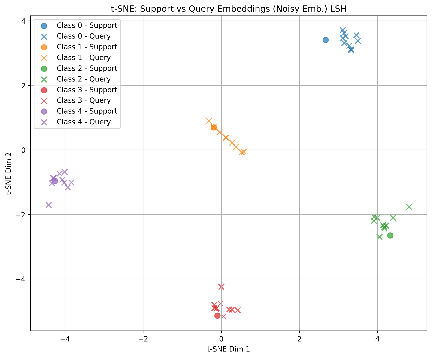 t-SNE: Support vs Query Embeddings (Noisy Emb.) LSH
Class 0 - Support
Class 0 - Query
Class 1 - Support
Class 1 - Query
Class 2 - Support
Class 2 - Query
Class 3 - Support
Class 3 - Query
Class 4 - Support
Class 4 - Query
4
2
0
−2
−4
t-SNE Dim 2
−4
−2
0
2
4
t-SNE Dim 1